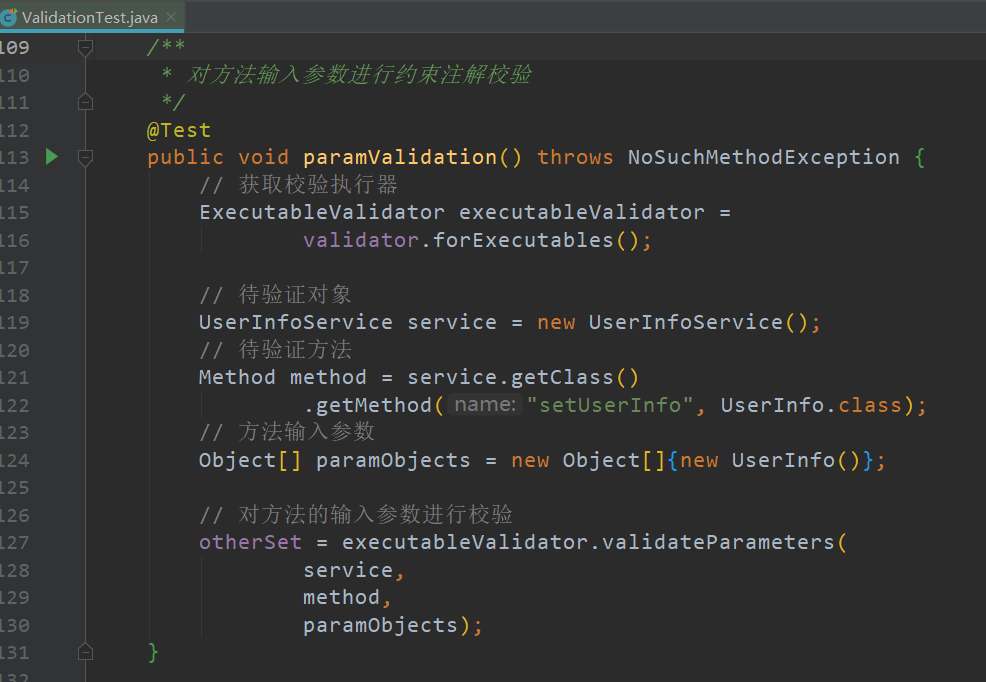 ValidationTest.java
109 /**
110 * 对方法输入参数进行约束注解校验
111 */
112 @Test
113 public void paramValidation() throws NoSuchMethodException {
114 // 获取校验执行器
115 ExecutableValidator executableValidator =
116 validator.forExecutables();
117
118 // 待验证对象
119 UserInfoService service = new UserInfoService();
120 // 待验证方法
121 Method method = service.getClass()
122 .getMethod( name: "setUserInfo", UserInfo.class);
123 // 方法输入参数
124 Object[] paramObjects = new Object[]{new UserInfo()};
125
126 // 对方法的输入参数进行校验
127 otherSet = executableValidator.validateParameters(
128 service,
129 method,
130 paramObjects);
131 }
132